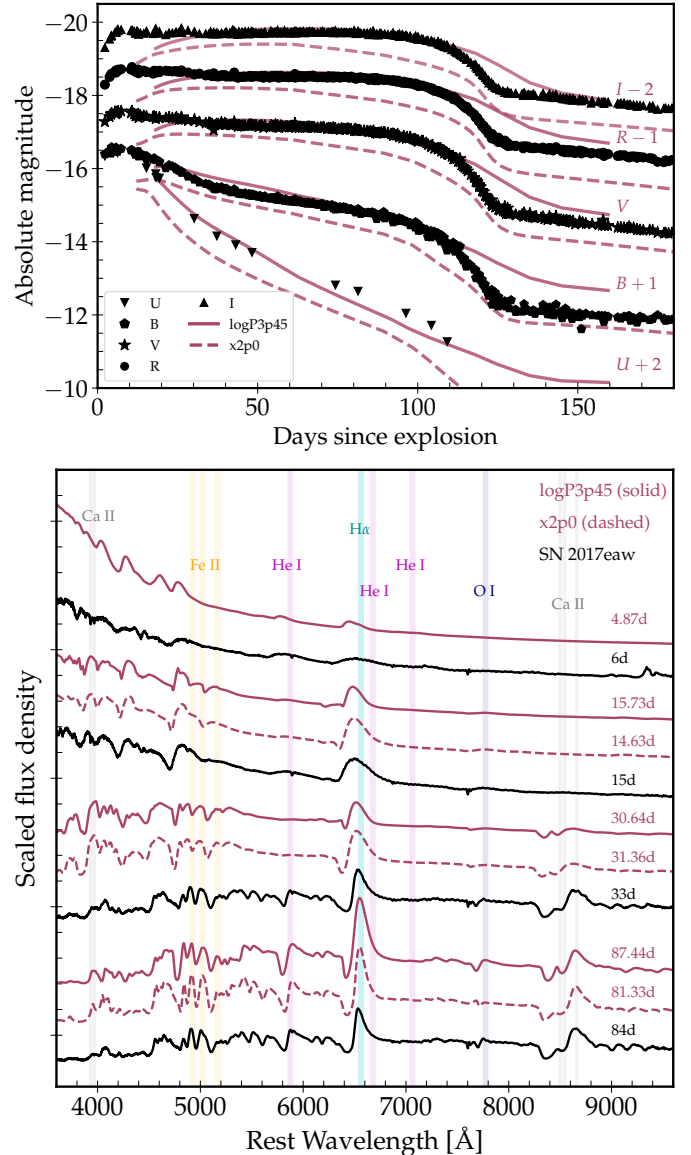 −20
−18
−16
−14
−12
−10
Absolute magnitude
I − 2
R − 1
V
B + 1
U + 2
U
B
V
R
I
logP3p45
x2p0
0
50
100
150
Days since explosion
logP3p45 (solid)
x2p0 (dashed)
SN 2017eaw
Ca II
Fe II
He I
Hα
He I
He I
O I
Ca II
4.87d
6d
15.73d
14.63d
15d
30.64d
31.36d
33d
87.44d
81.33d
84d
Scaled flux density
4000
5000
6000
7000
8000
9000
Rest Wavelength [Å]